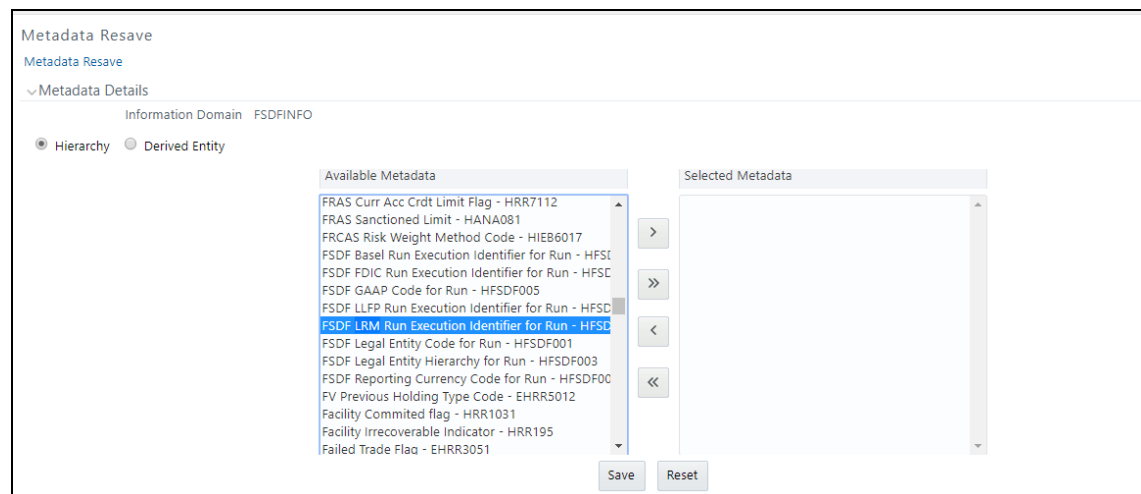 Metadata Resave
Metadata Resave
Metadata Details
Information Domain FSDFINFO
Hierarchy Derived Entity
Available Metadata Selected Metadata
FRAS Curr Acc Crdt Limit Flag - HRR7112
FRAS Sanctioned Limit - HANA081
FRCAS Risk Weight Method Code - HIEB6017
FSDF Basel Run Execution Identifier for Run - HFSD
FSDF FDIC Run Execution Identifier for Run - HFSD
FSDF GAAP Code for Run - HFSDF005
FSDF LLFP Run Execution Identifier for Run - HFSD
FSDF LRM Run Execution Identifier for Run - HFSD
FSDF Legal Entity Code for Run - HFSDF001
FSDF Legal Entity Hierarchy for Run - HFSDF003
FSDF Reporting Currency Code for Run - HFSDF00
FV Previous Holding Type Code - EHRR5012
Facility Commited flag - HRR1031
Facility Irrecoverable Indicator - HRR195
Failed Trade Flag - EHRR3051
Save Reset